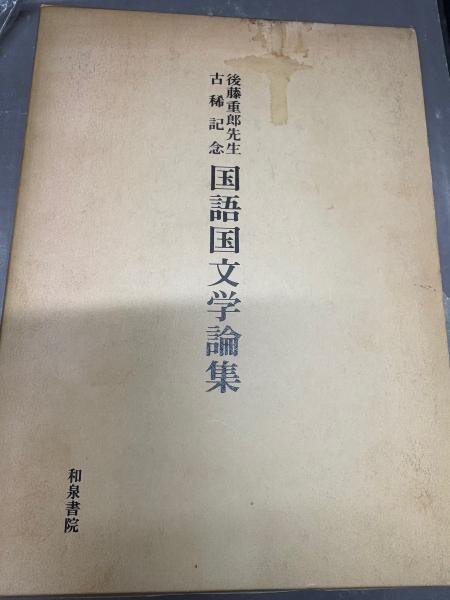 後藤重郎先生
古稀記念
国語国文学論集
和泉書院